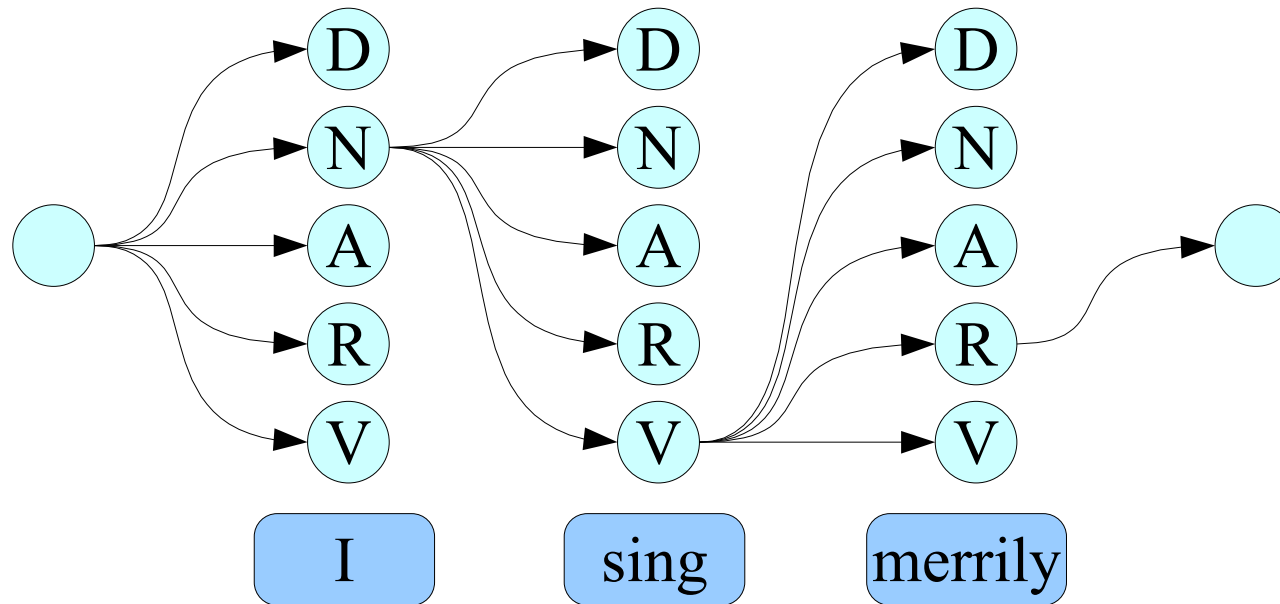 D D D
N N N
A A A
R R R
V V V
I sing merrily